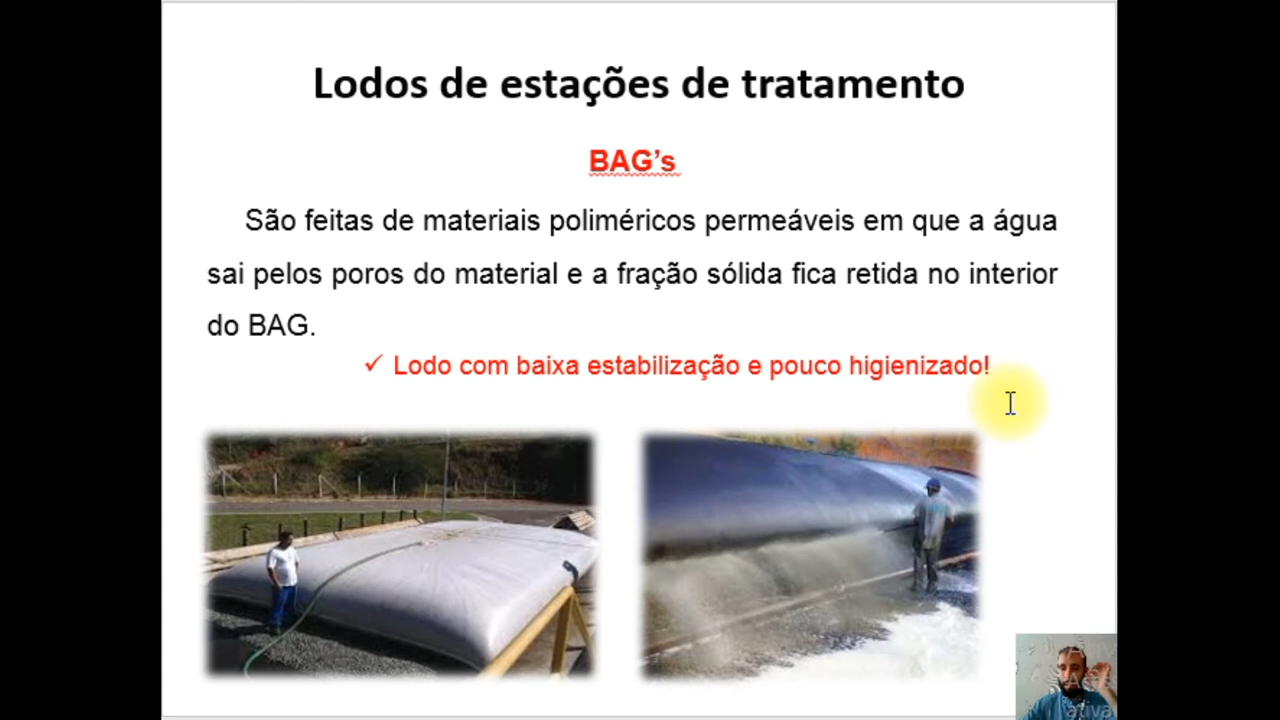 Lodos de estações de tratamento
BAG’s
São feitas de materiais poliméricos permeáveis em que a água
sai pelos poros do material e a fração sólida fica retida no interior
do BAG.
✓ Lodo com baixa estabilização e pouco higienizado!